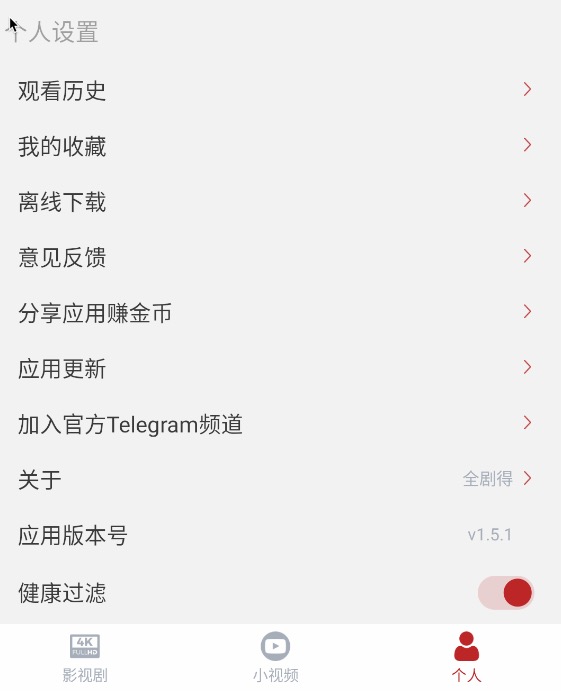 个人设置
观看历史
我的收藏
离线下载
意见反馈
分享应用赚金币
应用更新
加入官方Telegram频道
关于 全剧得
应用版本号 v1.5.1
健康过滤
4K
FULLHD
影视剧 小视频 个人